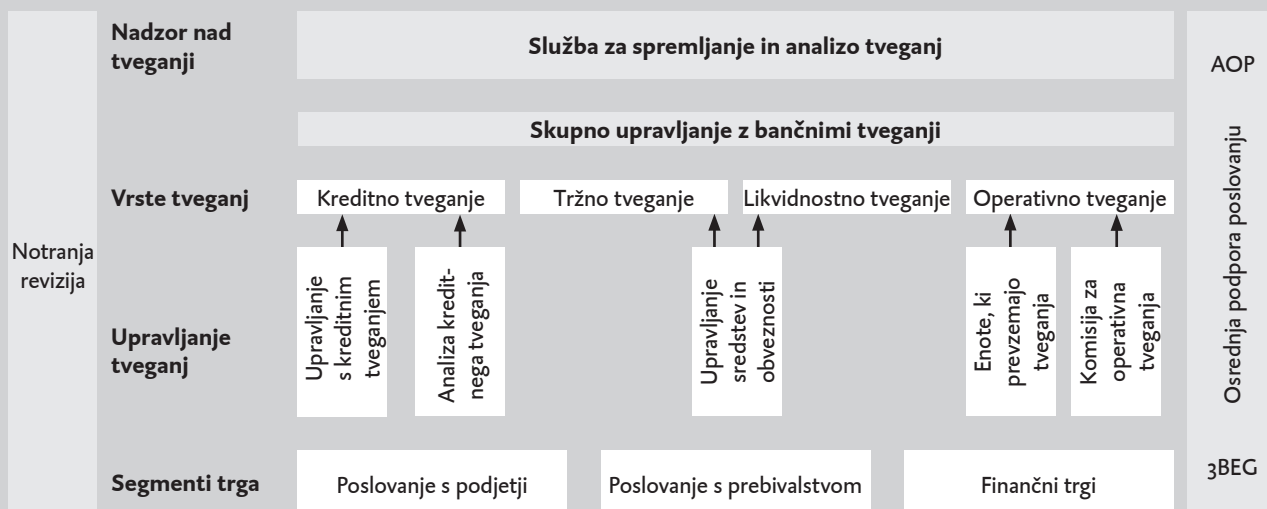 Notranja
revizija
Nadzor nad
tveganji
Služba za spremljanje in analizo tveganj
Skupno upravljanje z bančnimi tveganji
Vrste tveganj
Kreditno tveganje
Tržno tveganje
Likvidnostno tveganje
Operativno tveganje
Upravljanje
tveganj
Upravljanje
s kreditnim
tveganjem
Analiza kredit-
nega tveganja
Upravljanje
sredstev in
obveznosti
Enote, ki
prevzemajo
tveganja
Komisija za
operativna
tveganja
Segmenti trga
Poslovanje s podjetji
Poslovanje s prebivalstvom
Finančni trgi
AOP
Osrednja podpora poslovanju
3BEG